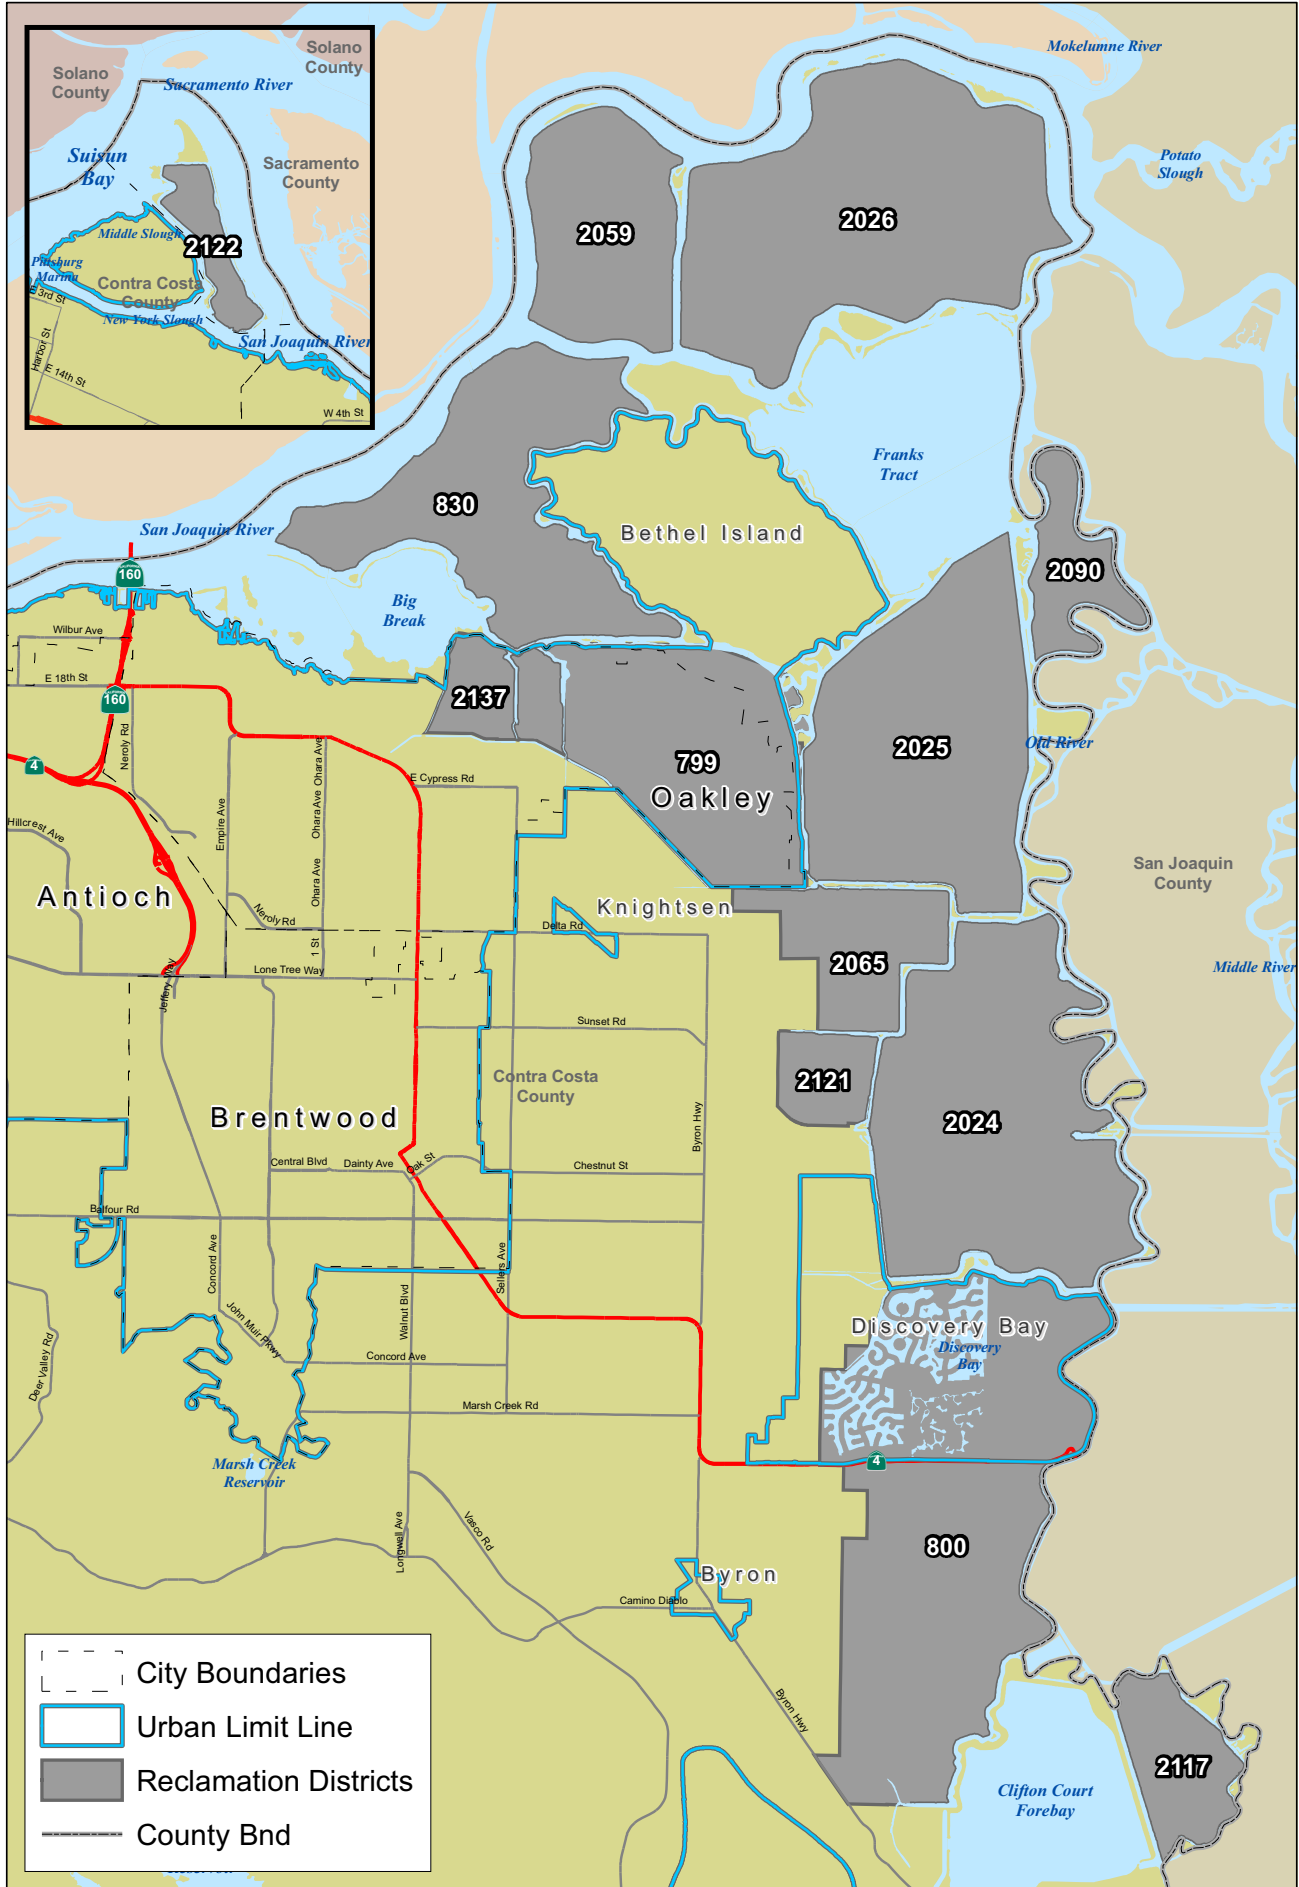 Solano
County
Solano
County
Sacramento River
Suisun
Bay
Sacramento
County
Middle Slough
2122
Pittsburg
Marina
Contra Costa
County
E 3rd St
New York Slough
Harbor St
San Joaquin River
E 14th St
W 4th St
Mokelumne River
Potato
Slough
2059
2026
Franks
Tract
830
Bethel Island
San Joaquin River
160
2090
Big
Break
Wilbur Ave
E 18th St
160
2137
Neroly Rd
4
799
Oakley
2025
Old River
E Cypress Rd
Ohara Ave
Ohara Ave
Ohara Ave
Empire Ave
Hillcrest Ave
San Joaquin
County
Antioch
Knightsen
Neroly Rd
Delta Rd
1 St
2065
Lone Tree Way
Jeffery Way
Middle River
Sunset Rd
Contra Costa
County
2121
Brentwood
2024
Byron Hwy
Central Blvd
Dainty Ave
Oak St
Chestnut St
Balfour Rd
Concord Ave
Sellers Ave
Walnut Blvd
John Muir Pkwy
Discovery Bay
Discovery
Bay
Deer Valley Rd
Concord Ave
Marsh Creek Rd
Marsh Creek
Reservoir
4
Vasco Rd
Longwell Ave
800
Byron
Camino Diablo
Byron Hwy
2117
Clifton Court
Forebay
City Boundaries
Urban Limit Line
Reclamation Districts
County Bnd